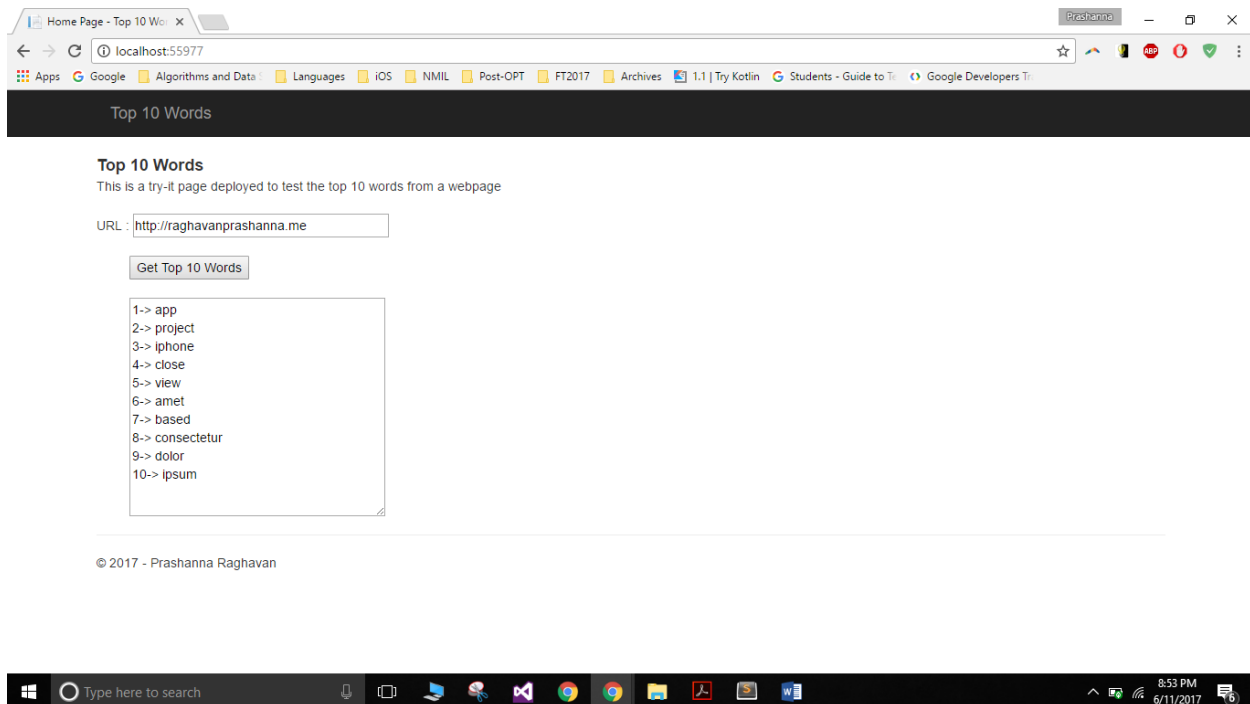 Home Page - Top 10 Wo
Prashanna
localhost:55977
ABP
Apps Google Algorithms and Data Languages iOS NMIL Post-OPT FT2017 Archives 1.1 | Try Kotlin Students - Guide to Te Google Developers Tr
Top 10 Words
Top 10 Words
This is a try-it page deployed to test the top 10 words from a webpage
URL : http://raghavanprashanna.me
Get Top 10 Words
1-> app
2-> project
3-> iphone
4-> close
5-> view
6-> amet
7-> based
8-> consectetur
9-> dolor
10-> ipsum
© 2017 - Prashanna Raghavan
Type here to search
8:53 PM
6/11/2017
6